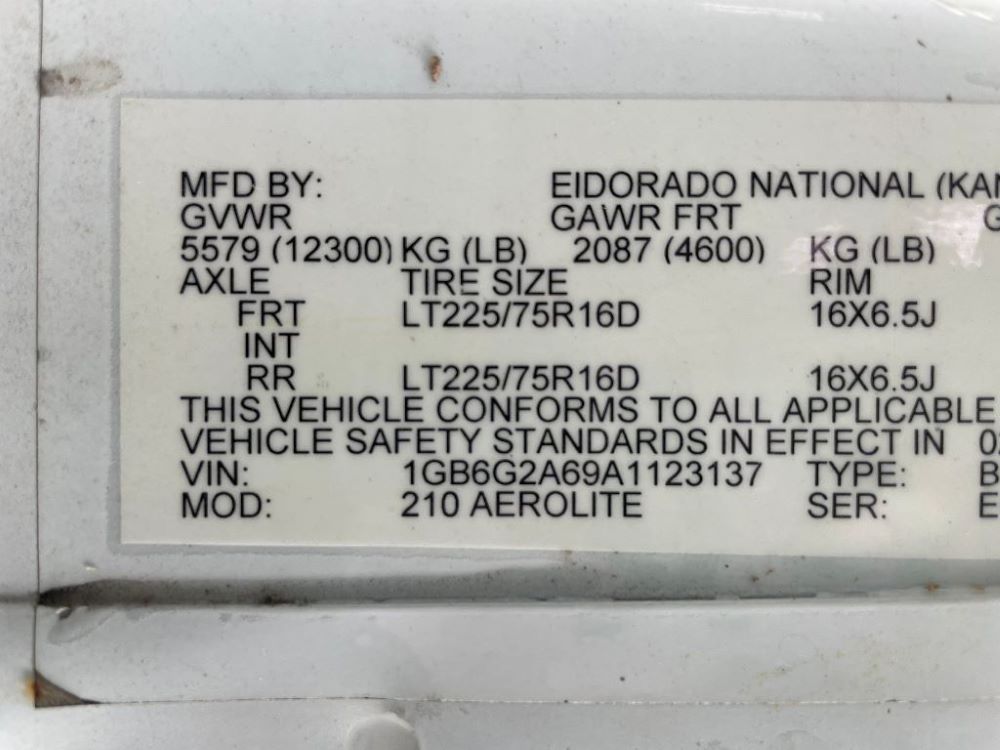 MFD BY: EIDORADO NATIONAL (KAN
GVWR GAWR FRT G
5579 (12300) KG (LB) 2087 (4600) KG (LB)
AXLE TIRE SIZE RIM
FRT LT225/75R16D 16X6.5J
INT
RR LT225/75R16D 16X6.5J
THIS VEHICLE CONFORMS TO ALL APPLICABLE
VEHICLE SAFETY STANDARDS IN EFFECT IN 0
VIN: 1GB6G2A69A1123137 TYPE: B
MOD: 210 AEROLITE SER: E